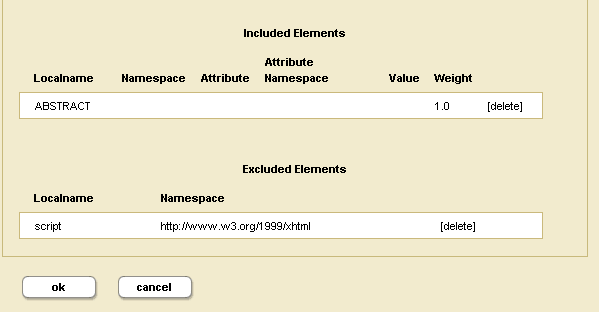 Included Elements
Localname Namespace Attribute Attribute Namespace Value Weight
ABSTRACT 1.0 [delete]
Excluded Elements
Localname Namespace
script http://www.w3.org/1999/xhtml [delete]
ok cancel